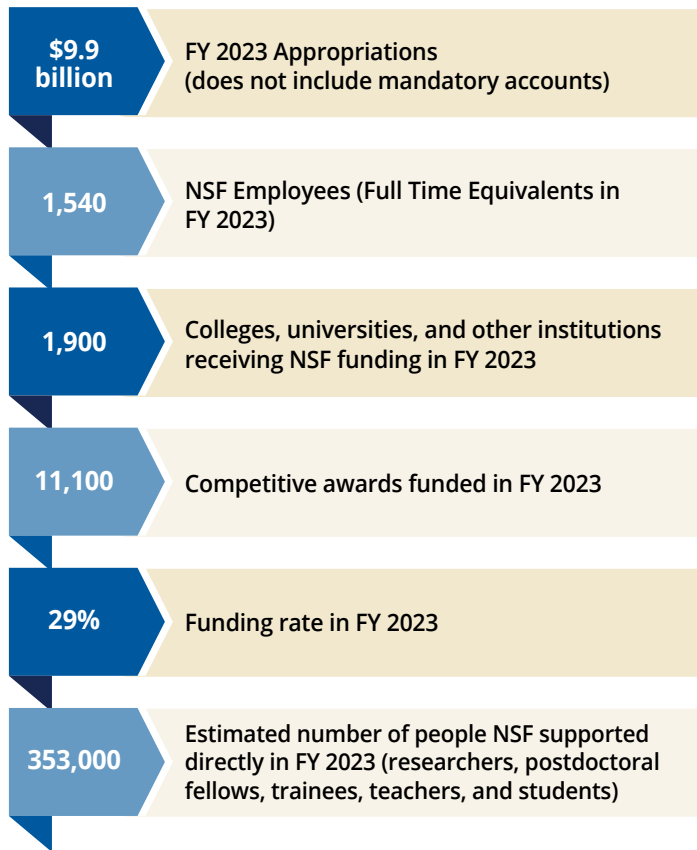 $9.9
billion
FY 2023 Appropriations
(does not include mandatory accounts)
1,540
NSF Employees (Full Time Equivalents in
FY 2023)
1,900
Colleges, universities, and other institutions
receiving NSF funding in FY 2023
11,100
Competitive awards funded in FY 2023
29%
Funding rate in FY 2023
353,000
Estimated number of people NSF supported
directly in FY 2023 (researchers, postdoctoral
fellows, trainees, teachers, and students)